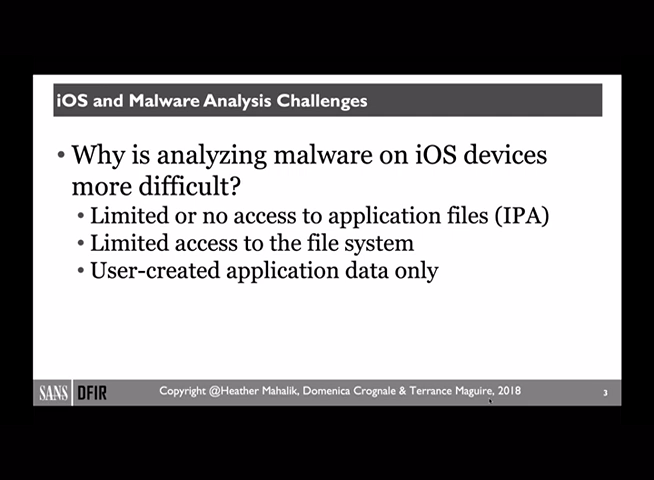 iOS and Malware Analysis Challenges
• Why is analyzing malware on iOS devices
more difficult?
• Limited or no access to application files (IPA)
• Limited access to the file system
• User-created application data only
SANS DFIR
Copyright @Heather Mahalik, Domenica Crognale & Terrance Maguire, 2018
3